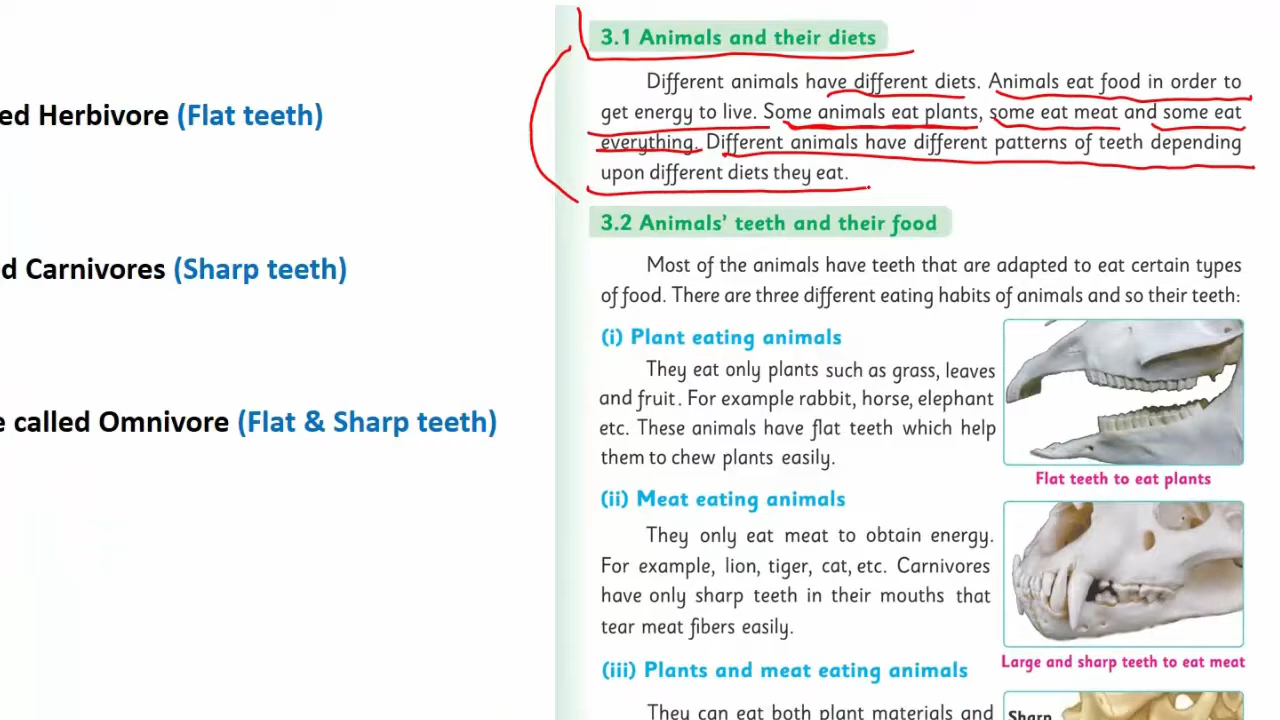 ed Herbivore (Flat teeth)
d Carnivores (Sharp teeth)
e called Omnivore (Flat & Sharp teeth)
3.1 Animals and their diets
Different animals have different diets. Animals eat food in order to
get energy to live. Some animals eat plants, some eat meat and some eat
everything. Different animals have different patterns of teeth depending
upon different diets they eat.
3.2 Animals' teeth and their food
Most of the animals have teeth that are adapted to eat certain types
of food. There are three different eating habits of animals and so their teeth:
(i) Plant eating animals
They eat only plants such as grass, leaves
and fruit. For example rabbit, horse, elephant
etc. These animals have flat teeth which help
them to chew plants easily.
Flat teeth to eat plants
(ii) Meat eating animals
They only eat meat to obtain energy.
For example, lion, tiger, cat, etc. Carnivores
have only sharp teeth in their mouths that
tear meat fibers easily.
Large and sharp teeth to eat meat
(iii) Plants and meat eating animals
They can eat both plant materials and
Sharp